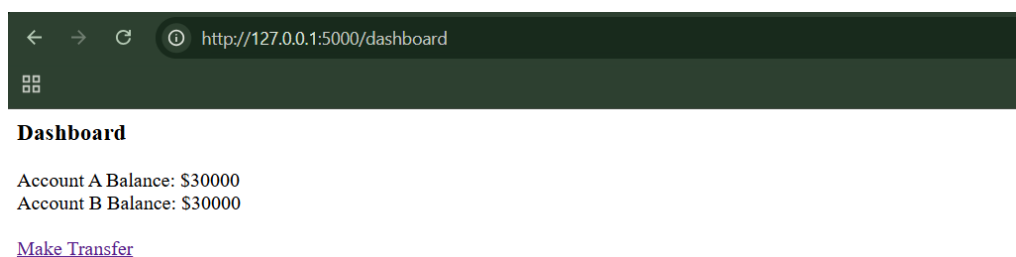 http://127.0.0.1:5000/dashboard
Dashboard
Account A Balance: $30000
Account B Balance: $30000
Make Transfer